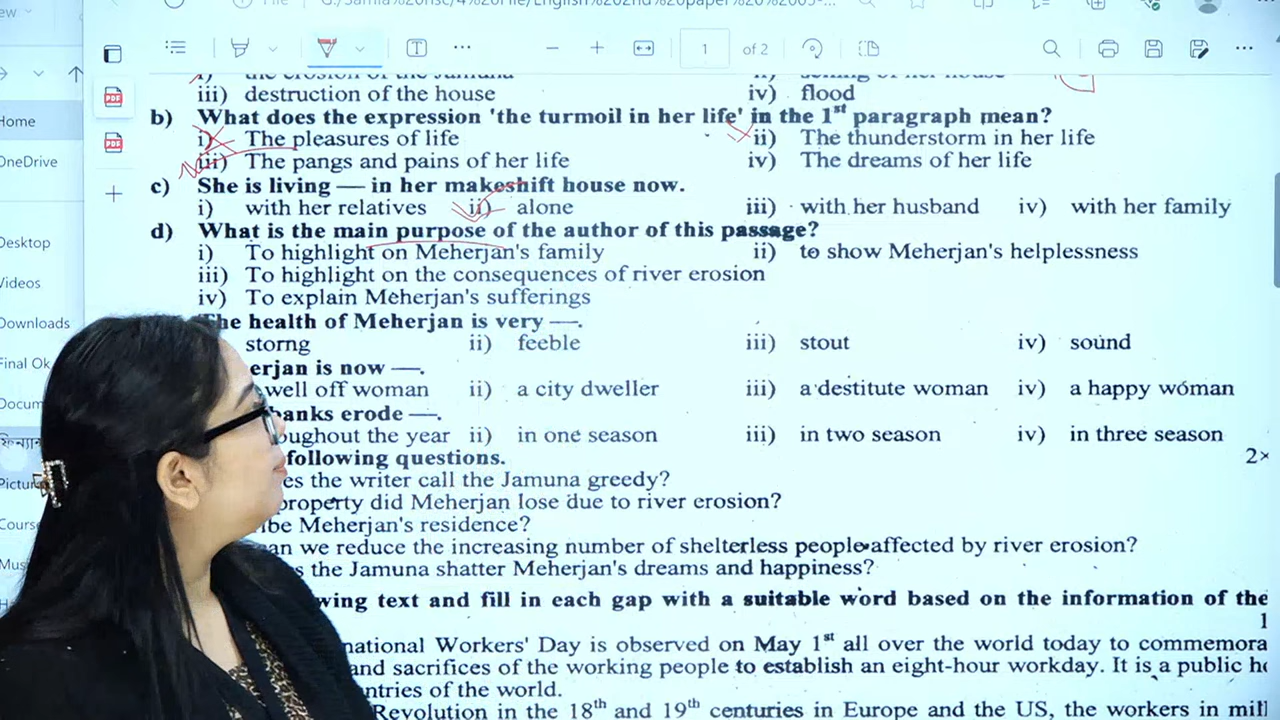 1 of 2
Home
OneDrive
Desktop
Videos
Downloads
Final Ok
iii) destruction of the house iv) flood
b) What does the expression 'the turmoil in her life' in the 1st paragraph mean?
i) The pleasures of life ii) The thunderstorm in her life
iii) The pangs and pains of her life iv) The dreams of her life
c) She is living — in her makeshift house now.
i) with her relatives ii) alone iii) with her husband iv) with her family
d) What is the main purpose of the author of this passage?
i) To highlight on Meherjan's family ii) to show Meherjan's helplessness
iii) To highlight on the consequences of river erosion
iv) To explain Meherjan's sufferings
The health of Meherjan is very —.
storng ii) feeble iii) stout iv) sound
erjan is now —.
well off woman ii) a city dweller iii) a destitute woman iv) a happy woman
banks erode —.
oughout the year ii) in one season iii) in two season iv) in three season
following questions. 2×
es the writer call the Jamuna greedy?
property did Meherjan lose due to river erosion?
ibe Meherjan's residence?
an we reduce the increasing number of shelterless people affected by river erosion?
s the Jamuna shatter Meherjan's dreams and happiness?
wing text and fill in each gap with a suitable word based on the information of the
1
national Workers' Day is observed on May 1st all over the world today to commemora
and sacrifices of the working people to establish an eight-hour workday. It is a public h
ntries of the world.
Revolution in the 18th and 19th centuries in Europe and the US, the workers in mill